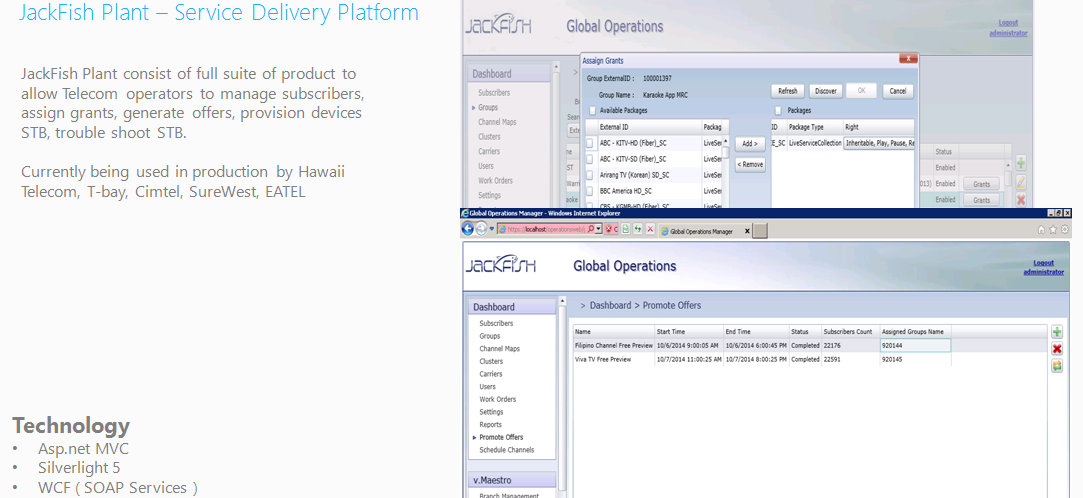 JackFish Plant – Service Delivery Platform
JackFish Plant consist of full suite of product to
allow Telecom operators to manage subscribers,
assign grants, generate offers, provision devices
STB, trouble shoot STB.
Currently being used in production by Hawaii
Telecom, T-bay, Cimtel, SureWest, EATEL
Technology
• Asp.net MVC
• Silverlight 5
• WCF ( SOAP Services )
JACKFISH Global Operations
Logout
administrator
Dashboard
Subscribers
Groups
Channel Maps
Clusters
Carriers
Users
Work Orders
Settings
Assaign Grants
Group ExternalID : 100001397
Group Name : Karaoke App MRC
Refresh Discover OK Cancel
Available Packages Packages
External ID Packag ID Package Type Right
ABC - KITV-HD (Fiber)_SC LiveSer E_SC LiveServiceCollection Inheritable, Play, Pause, Re
ABC - KITV-SD (Fiber)_SC LiveSer
Arirang TV (Korean) SD_SC LiveSer
BBC America HD_SC LiveSer
CBS - KGMB-HD (Fiber)_SC LiveSer
Add >
< Remove
Status
Enabled
013) Enabled Grants
Enabled Grants
Global Operations Manager - Windows Internet Explorer
https://localhost/operationsweb/
Global Operations Manager
JACKFISH Global Operations
Logout
administrator
Dashboard
Subscribers
Groups
Channel Maps
Clusters
Carriers
Users
Work Orders
Settings
Reports
Promote Offers
Schedule Channels
v.Maestro
Branch Management
> Dashboard > Promote Offers
Name Start Time End Time Status Subscribers Count Assigned Groups Name
Filipino Channel Free Preview 10/6/2014 9:00:05 AM 10/6/2014 6:00:45 PM Completed 22176 920144
Viva TV Free Preview 10/7/2014 11:00:25 AM 10/7/2014 8:00:25 PM Completed 22591 920145